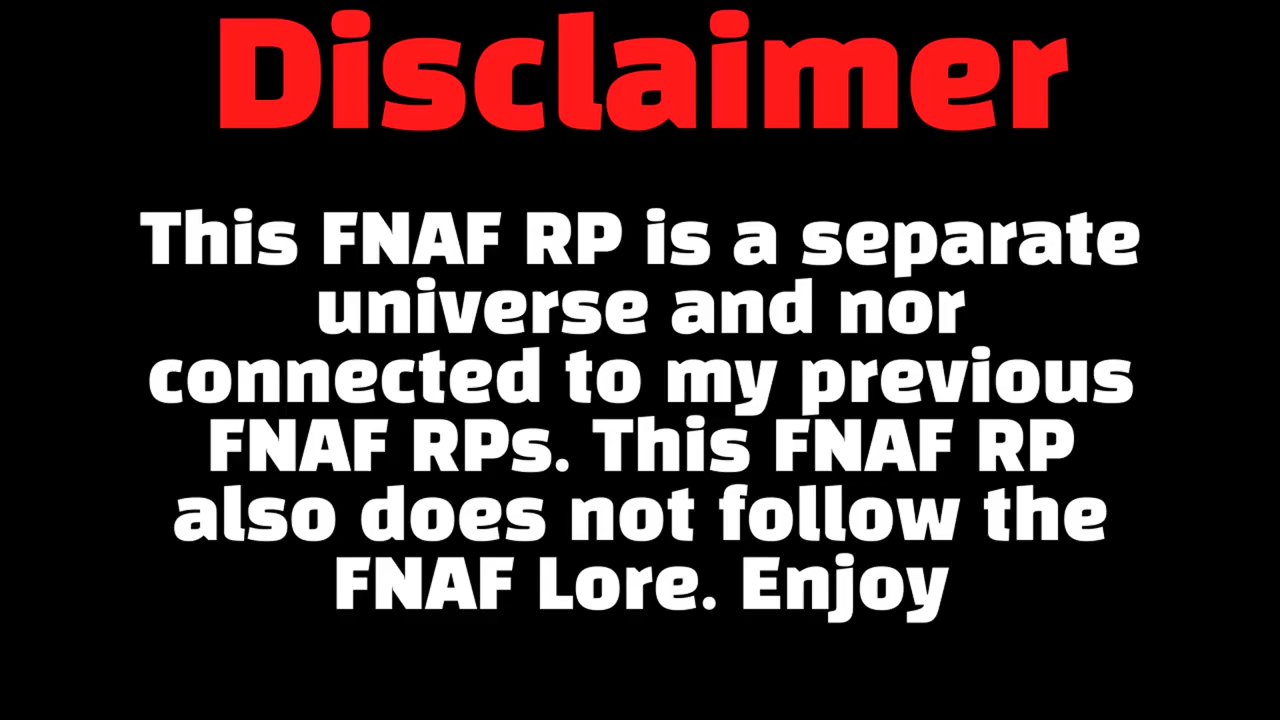 Disclaimer
This FNAF RP is a separate
universe and nor
connected to my previous
FNAF RPs. This FNAF RP
also does not follow the
FNAF Lore. Enjoy